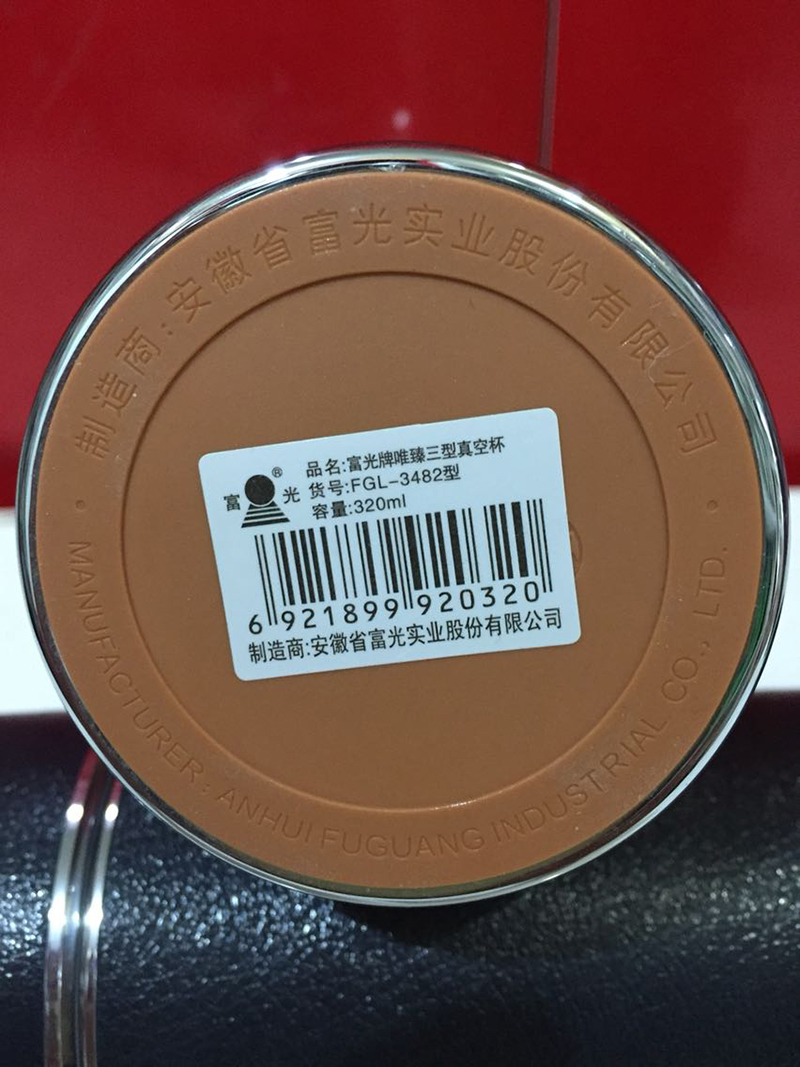 制造商:安徽省富光实业股份有限公司
富光®
品名:富光牌唯臻三型真空杯
货号:FGL-3482型
容量:320ml
6 921899 920320
制造商:安徽省富光实业股份有限公司
MANUFACTURER: ANHUI FUGUANG INDUSTRIAL CO., LTD.